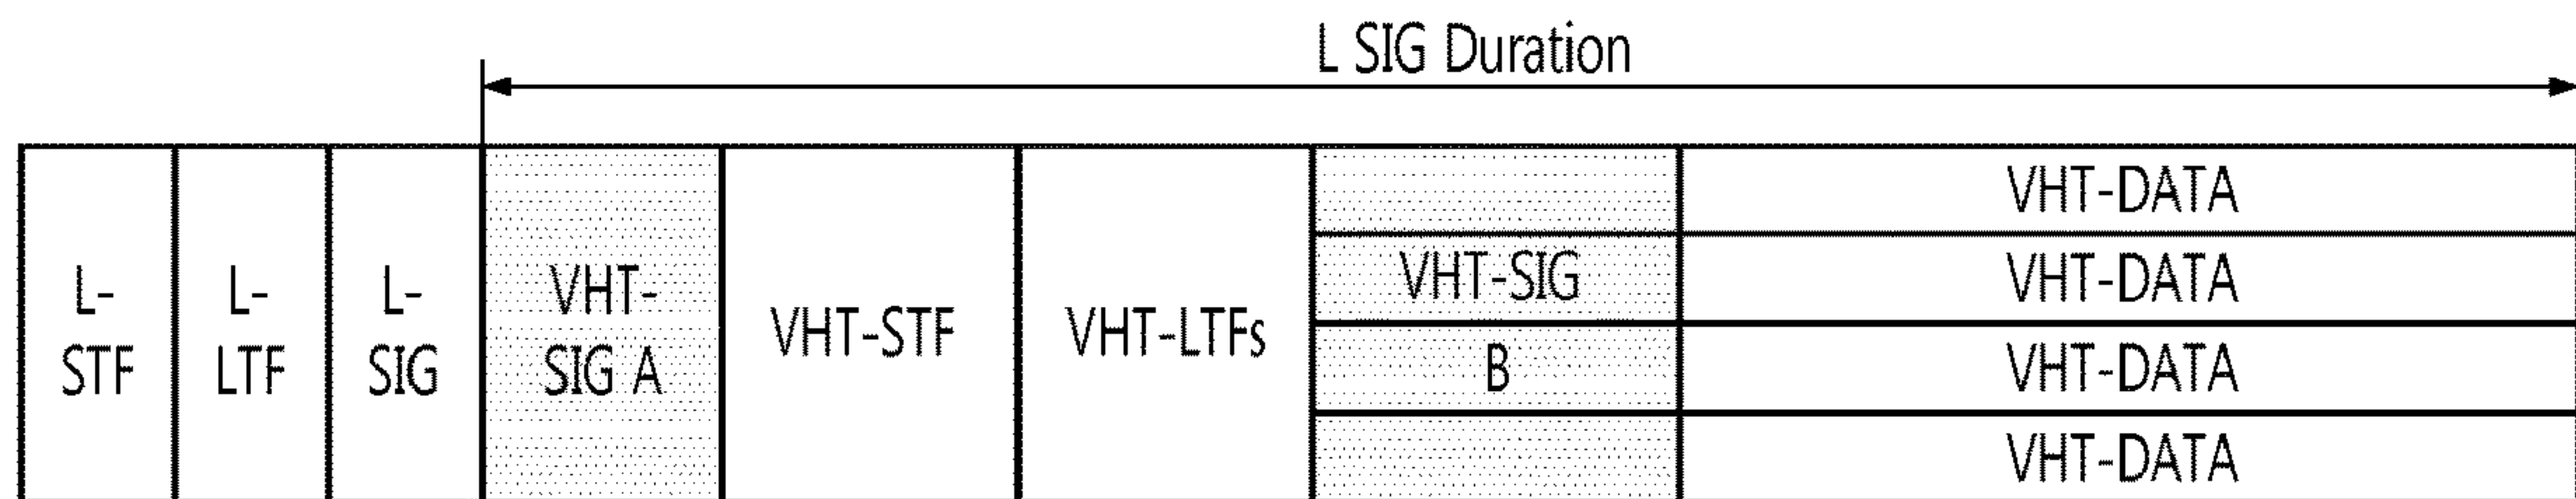 L SIG Duration
L-
STF
L-
LTF
L-
SIG
VHT-
SIG A
VHT-STF
VHT-LTFs
VHT-SIG
B
VHT-DATA
VHT-DATA
VHT-DATA
VHT-DATA